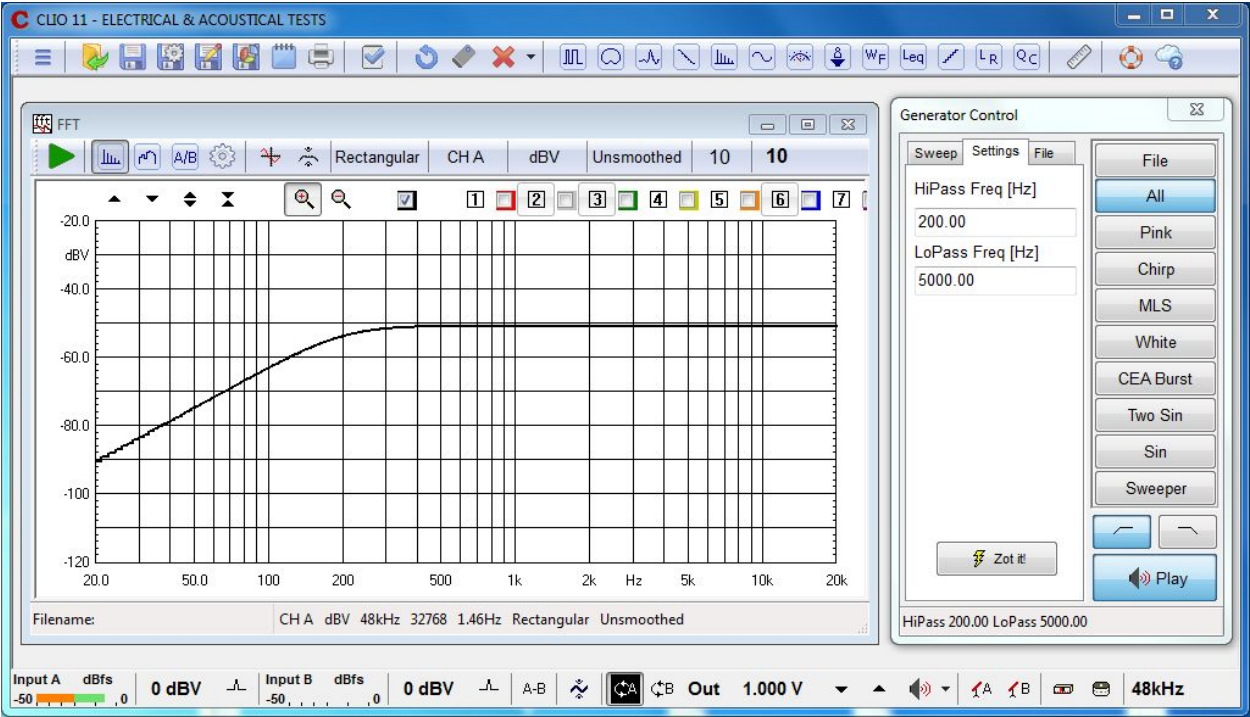 CLIO 11 - ELECTRICAL & ACOUSTICAL TESTS
WF Leq LR QC
FFT
A/B Rectangular CH A dBV Unsmoothed 10 10
1 2 3 4 5 6 7
-20.0
dBV
-40.0
-60.0
-80.0
-100
-120
20.0 50.0 100 200 500 1k 2k Hz 5k 10k 20k
Filename: CH A dBV 48kHz 32768 1.46Hz Rectangular Unsmoothed
Generator Control
Sweep Settings File
HiPass Freq [Hz]
200.00
LoPass Freq [Hz]
5000.00
Zot it!
File
All
Pink
Chirp
MLS
White
CEA Burst
Two Sin
Sin
Sweeper
Play
HiPass 200.00 LoPass 5000.00
Input A dBfs
-50 0
0 dBV
Input B dBfs
-50 0
0 dBV
A-B A B Out 1.000 V A B 48kHz